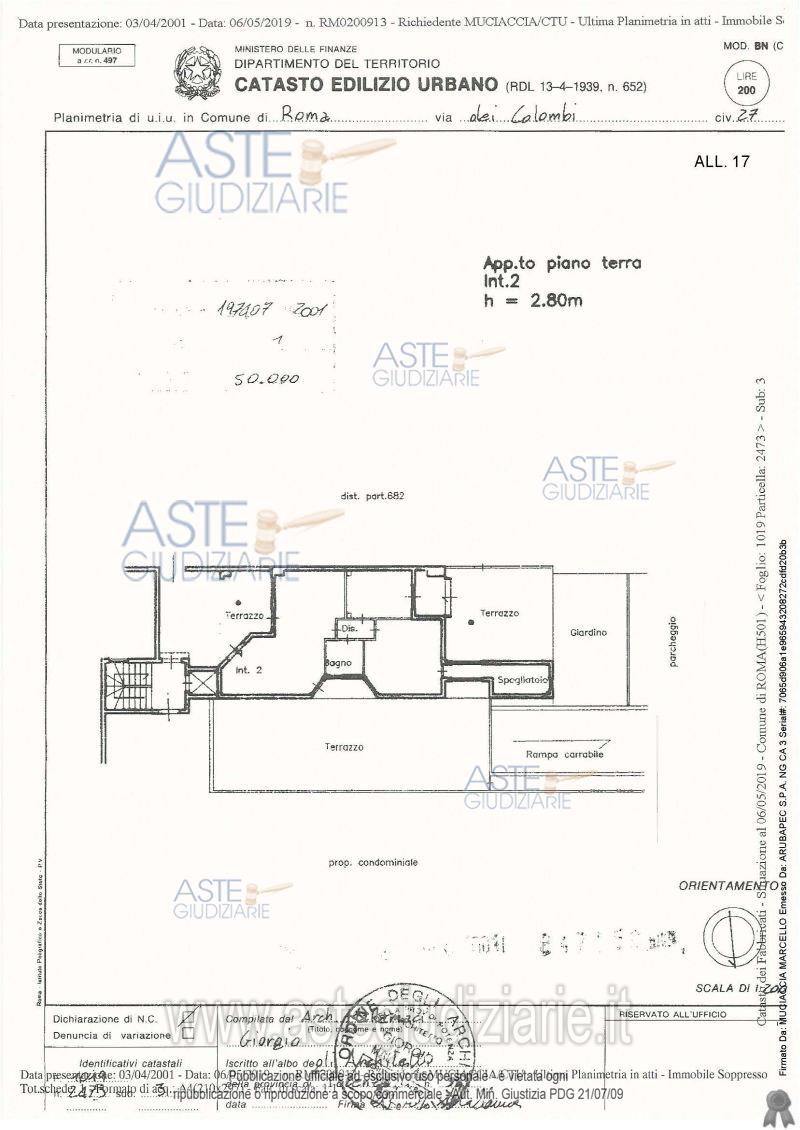 Data presentazione: 03/04/2001 - Data: 06/05/2019 - n. RM0200913 - Richiedente MUCIACCIA/CTU - Ultima Planimetria in atti - Immobile S
MODULARIO
n. 497
MINISTERO DELLE FINANZE
DIPARTIMENTO DEL TERRITORIO
CATASTO EDILIZIO URBANO (RDL 13-4-1939, n. 652)
MOD. BN (C
LIRE
200
Planimetria di u.i.u. in Comune di Roma via dei Colombi civ. 27
ALL. 17
ASTE
GIUDIZIARIE
App.to piano terra
Int.2
h = 2.80m
2001
1
50.000
ASTE
GIUDIZIARIE
ASTE
GIUDIZIARIE
dist. part.682
ASTE
GIUDIZIARIE
Terrazzo
Terrazzo
Dis.
Giardino
parcheggio
Bagno
Int. 2
Spogliatoio
Terrazzo
Rampa carrabile
ASTE
GIUDIZIARIE
prop. condominiale
ASTE
GIUDIZIARIE
ORIENTAMENTO
SCALA DI 1:200
Catasto dei Fabbricati - Situazione al 06/05/2019 - Comune di ROMA(H501) - < Foglio: 1019 Particella: 2473 > - Sub: 3
Firmato Da: MUCIACCIA MARCELLO Emesso Da: ARUBAPEC S.P.A. NG CA 3 Serial#: 7065d906a1e965943208272cdfd20b3b
Roma - Istituto Poligrafico e Zecca dello Stato - P.V.
www.astegiudiziarie.it
Dichiarazione di N.C.
Denuncia di variazione
Compilata dal Arch.
(Titolo, cognome e nome)
Giorgio
ORDINE DEGLI ARCHI
RISERVATO ALL'UFFICIO
Identificativi catastali
Iscritto all'albo degli
Data presentazione: 03/04/2001 - Data: 06/05/2019 - n. RM0200913 - Richiedente MUCIACCIA/CTU - Ultima Planimetria in atti - Immobile Soppresso
Pubblicazione ufficiale ad uso esclusivo personale - è vietata ogni
1019
Tot.schede: 1 - Formato di acq.: A4(210x297) - Fatt. di scala: 1:1
n. 2473 sub. 3
della provincia di
ripubblicazione o riproduzione a scopo commerciale - Aut. Min. Giustizia PDG 21/07/09
data Firma